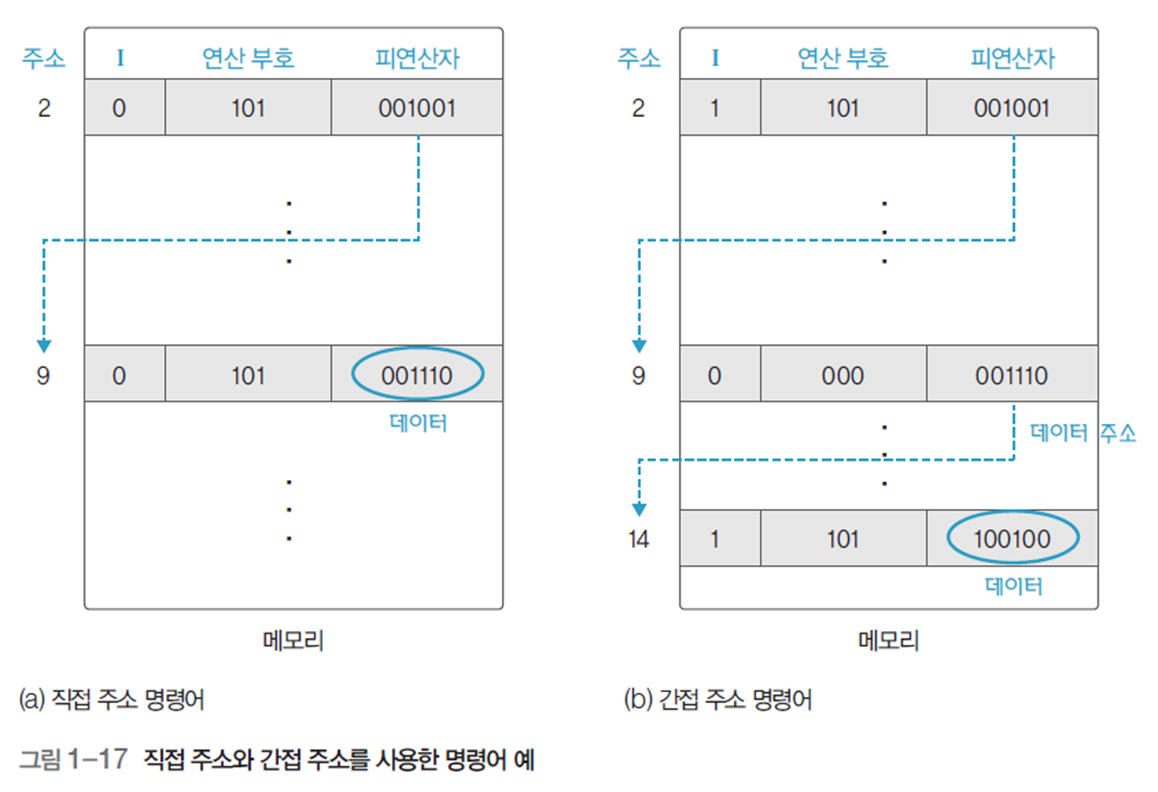 주소 I 연산 부호 피연산자
2 0 101 001001
9 0 101 001110
데이터
메모리
(a) 직접 주소 명령어
주소 I 연산 부호 피연산자
2 1 101 001001
9 0 000 001110
데이터 주소
14 1 101 100100
데이터
메모리
(b) 간접 주소 명령어
그림 1-17 직접 주소와 간접 주소를 사용한 명령어 예